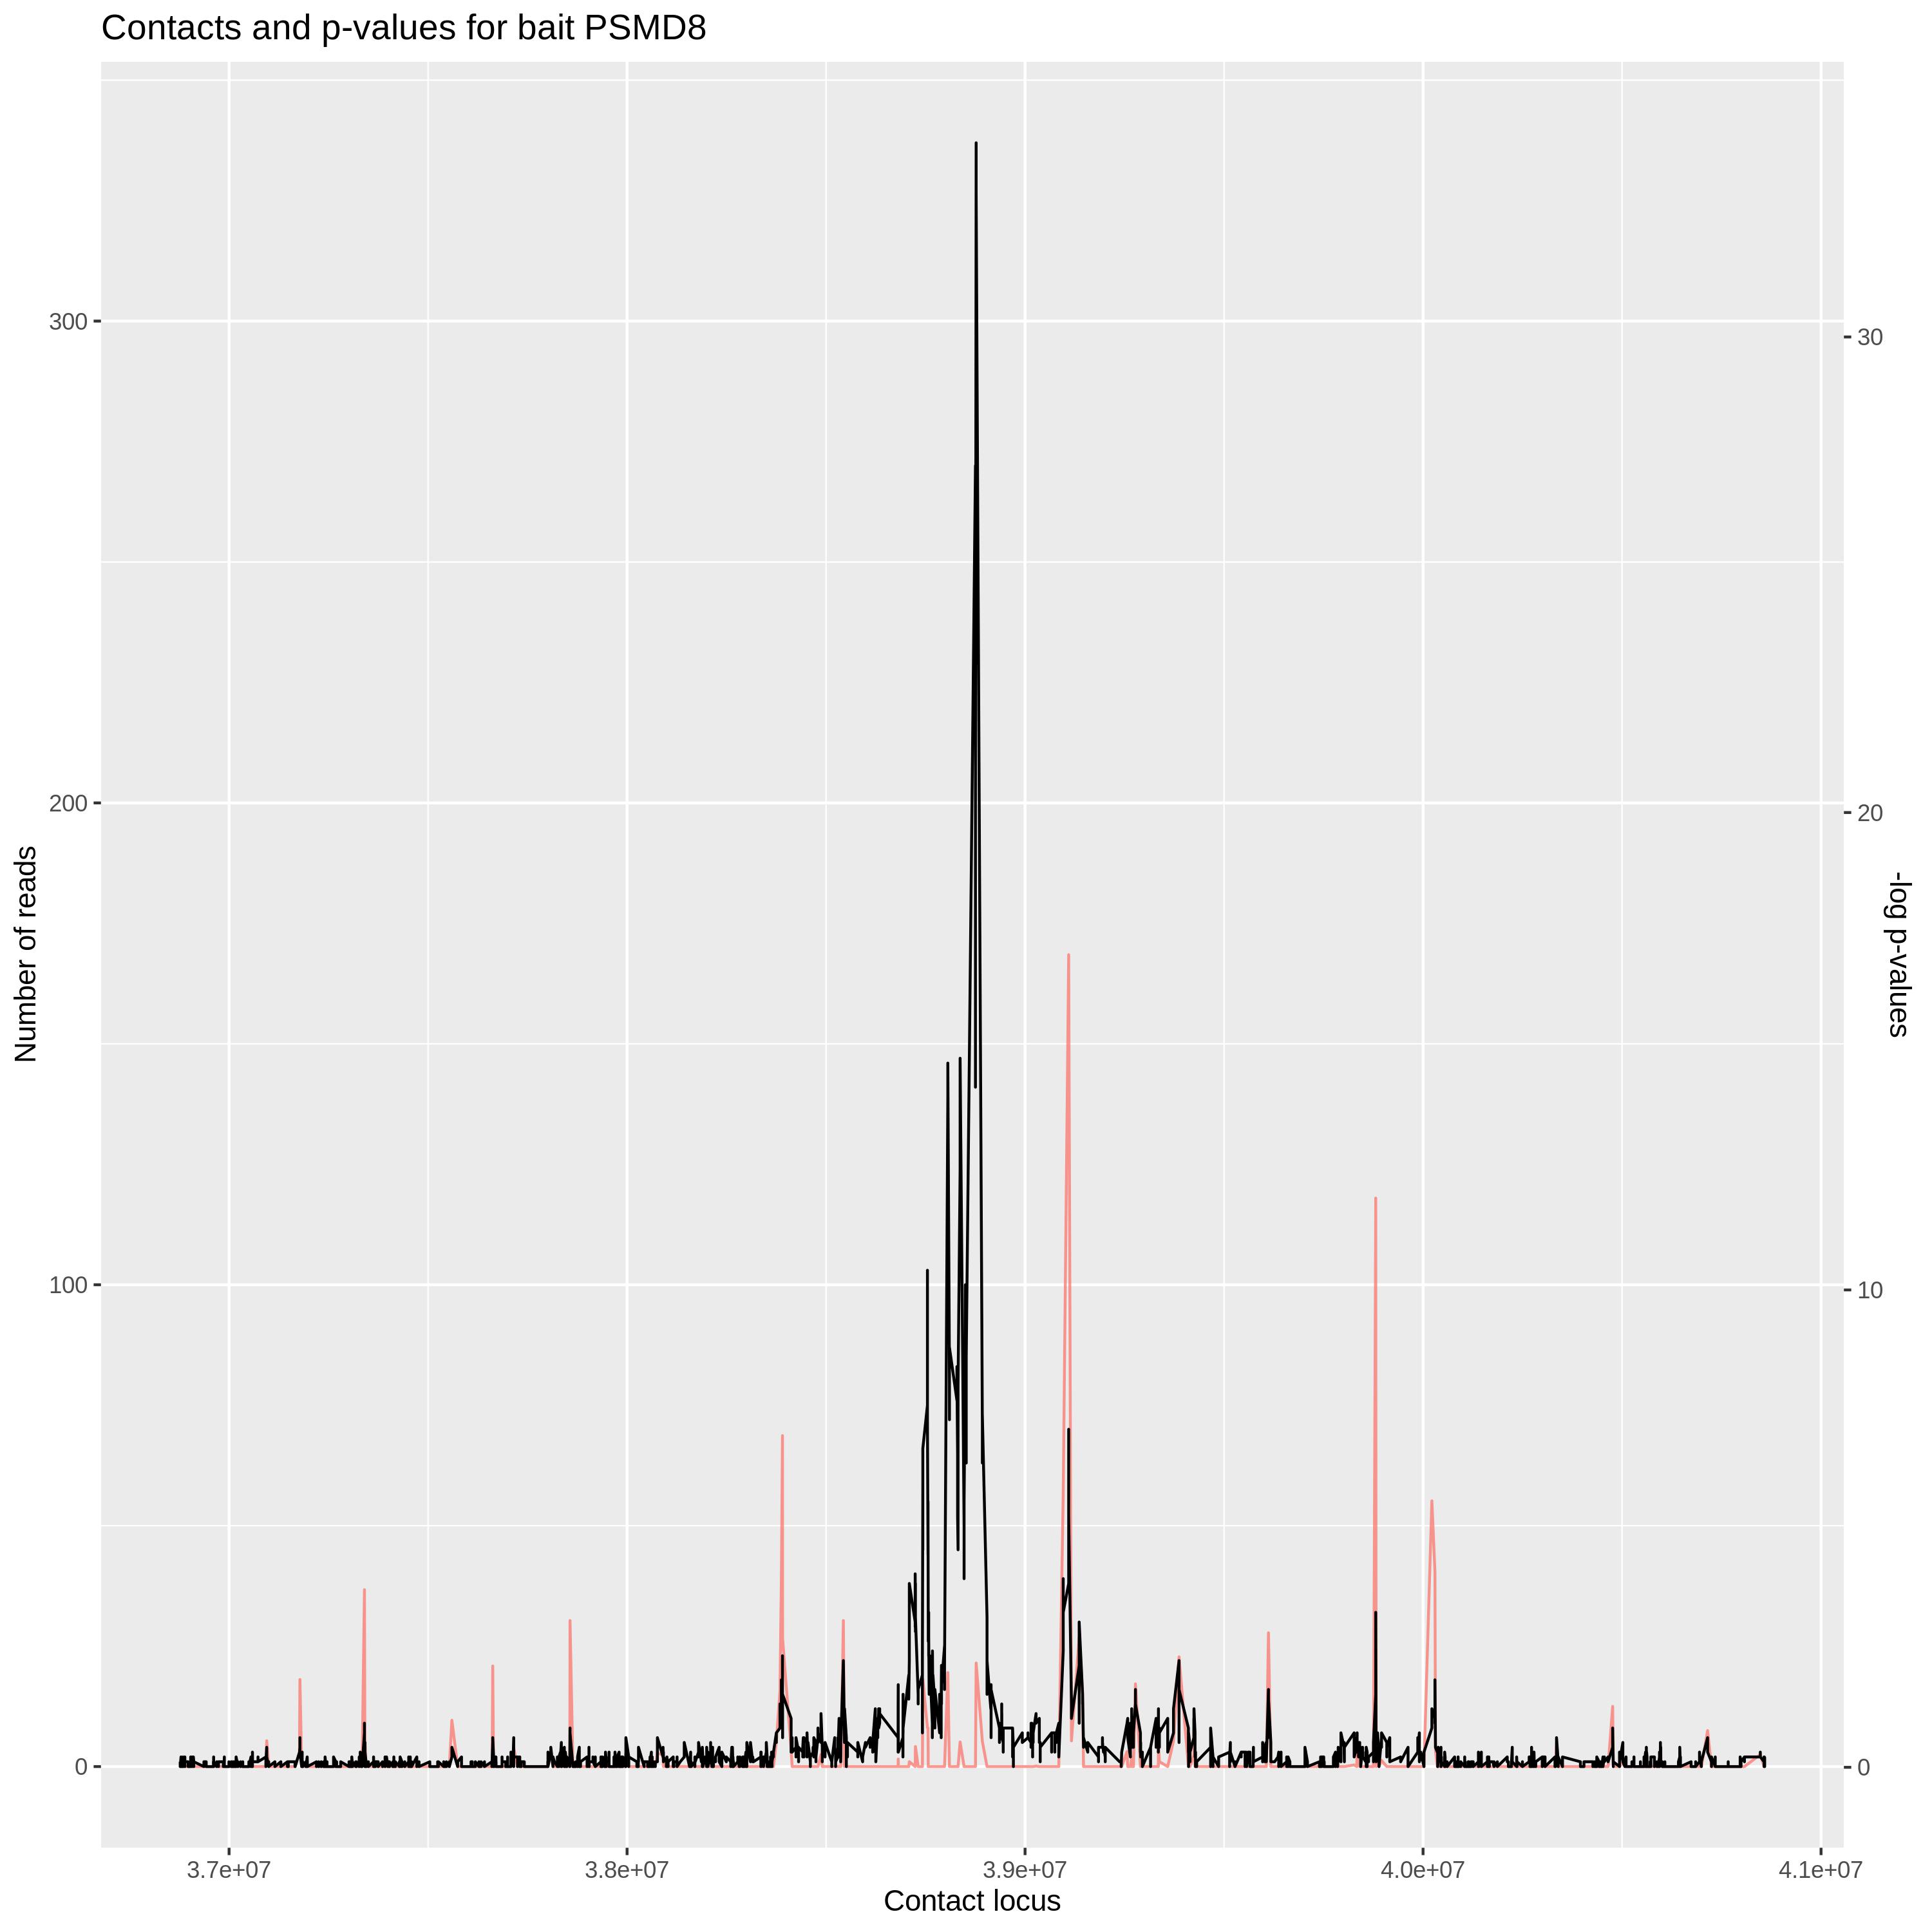 Contacts and p-values for bait PSMD8
300
200
100
0
30
20
10
0
Number of reads
-log p-values
3.7e+07 3.8e+07 3.9e+07 4.0e+07 4.1e+07
Contact locus